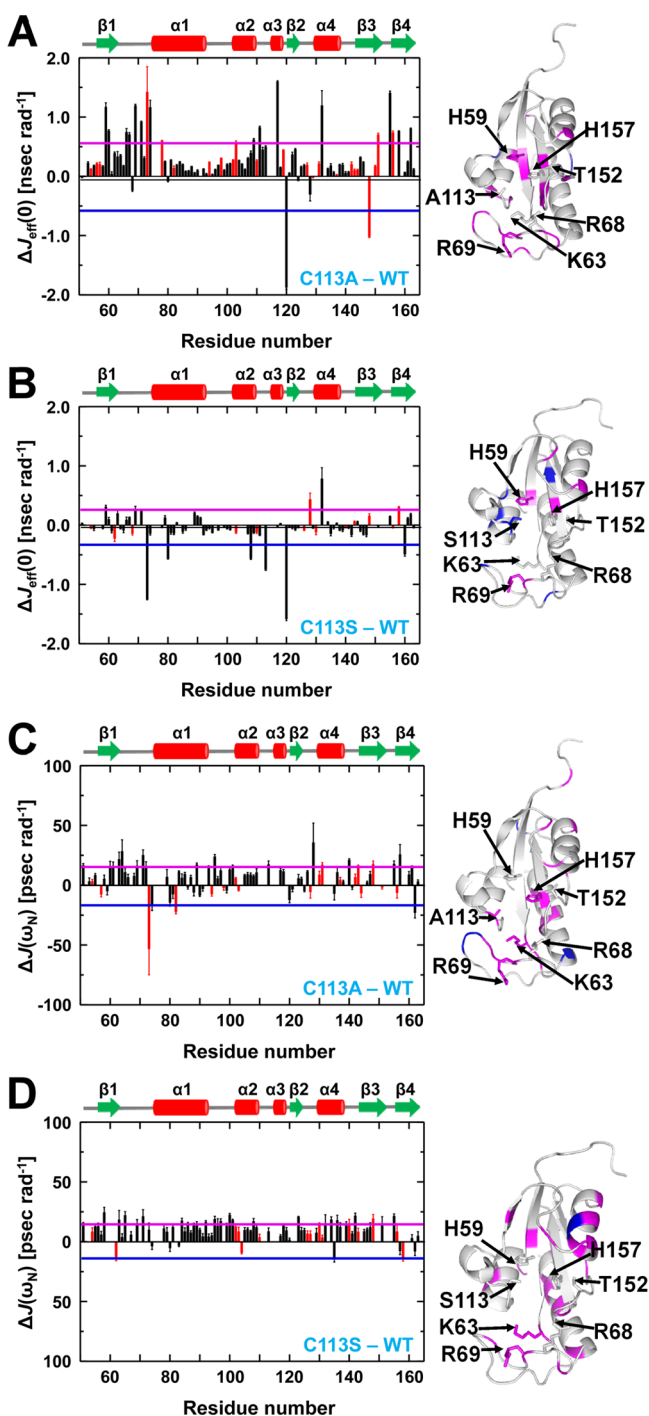 A
β1 α1 α2 α3 β2 α4 β3 β4
ΔJeff(0) [nsec rad-1]
2.0
1.0
0.0
-1.0
-2.0
60 80 100 120 140 160
C113A – WT
Residue number
H59
H157
T152
A113
R68
R69
K63
B
β1 α1 α2 α3 β2 α4 β3 β4
ΔJeff(0) [nsec rad-1]
2.0
1.0
0.0
-1.0
-2.0
60 80 100 120 140 160
C113S – WT
Residue number
H59
H157
S113
T152
K63
R68
R69
C
β1 α1 α2 α3 β2 α4 β3 β4
ΔJ(ωN) [psec rad-1]
100
50
0
-50
-100
60 80 100 120 140 160
C113A – WT
Residue number
H59
H157
T152
A113
R68
R69
K63
D
β1 α1 α2 α3 β2 α4 β3 β4
ΔJ(ωN) [psec rad-1]
100
50
0
50
100
60 80 100 120 140 160
C113S – WT
Residue number
H59
H157
S113
T152
K63
R68
R69